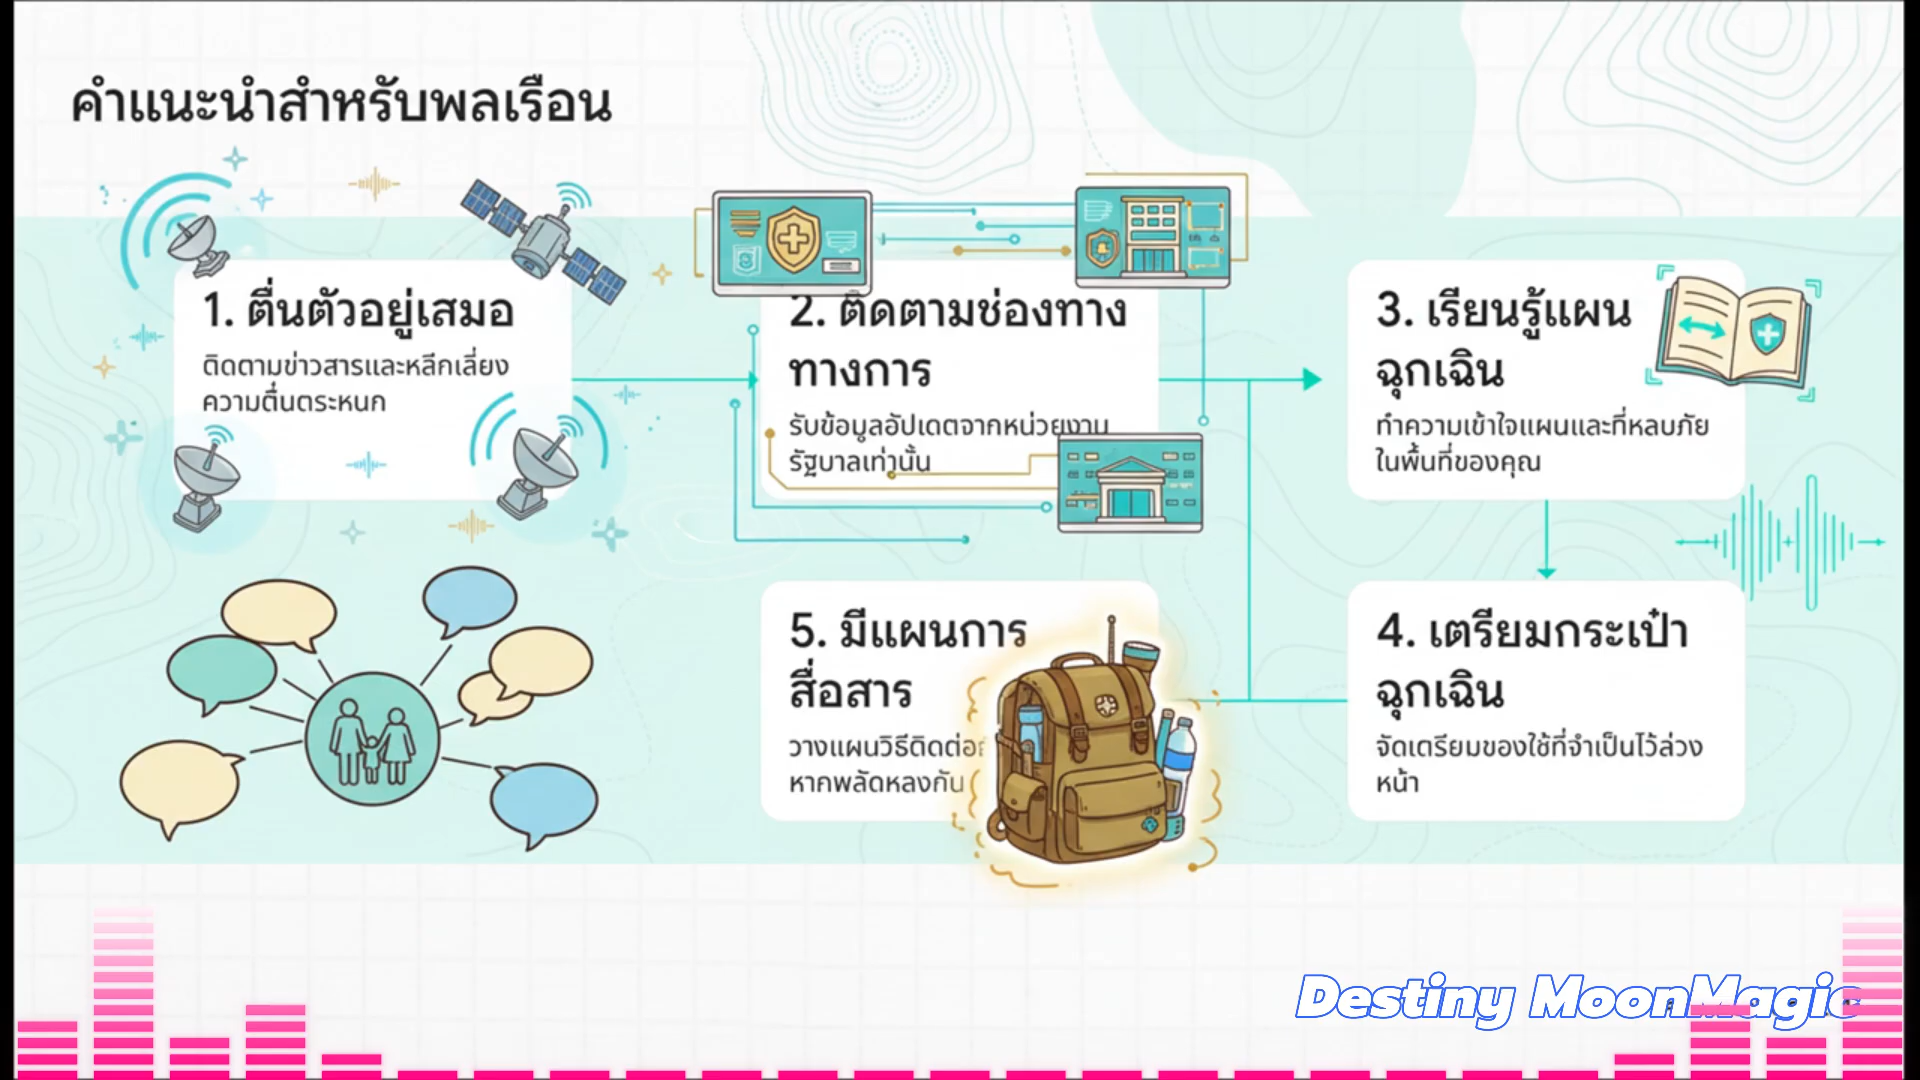 คำแนะนำสำหรับพลเรือน
1. ตื่นตัวอยู่เสมอ
ติดตามข่าวสารและหลีกเลี่ยง
ความตื่นตระหนก
2. ติดตามช่องทาง
ทางการ
รับข้อมูลอัปเดตจากหน่วยงาน
รัฐบาลเท่านั้น
3. เรียนรู้แผน
ฉุกเฉิน
ทำความเข้าใจแผนและที่หลบภัย
ในพื้นที่ของคุณ
4. เตรียมกระเป๋า
ฉุกเฉิน
จัดเตรียมของใช้ที่จำเป็นไว้ล่วง
หน้า
5. มีแผนการ
สื่อสาร
วางแผนวิธีติดต่อ
หากพลัดหลงกัน
Destiny MoonMagic